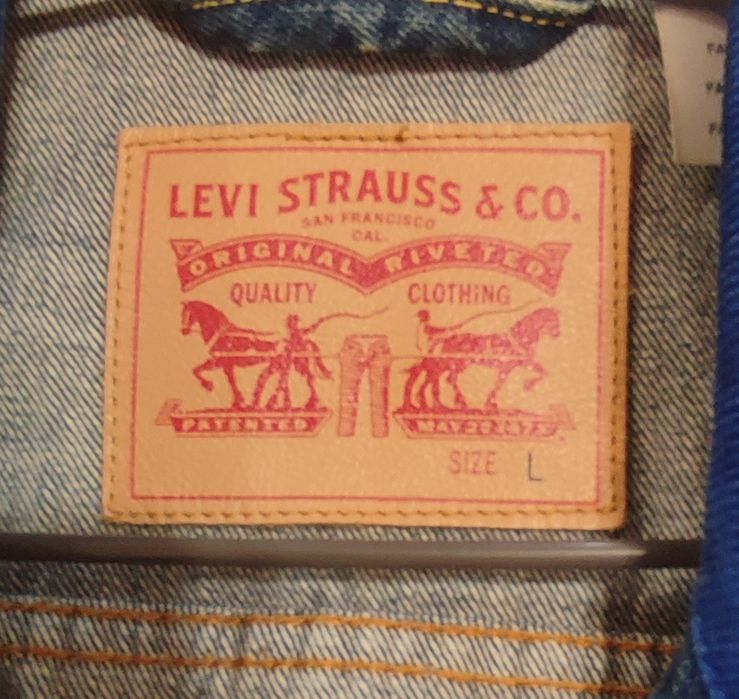 LEVI STRAUSS & CO.
SAN FRANCISCO
CAL.
ORIGINAL RIVETED
QUALITY CLOTHING
PATENTED MAY 20 1873
SIZE L